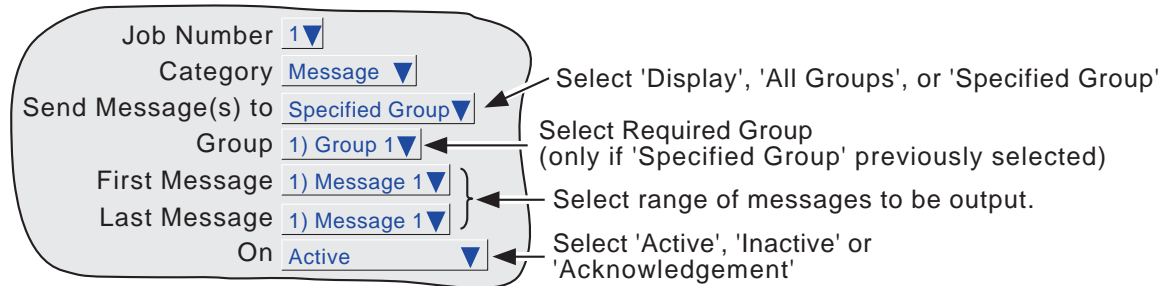 Job Number 1
Category Message
Select 'Display', 'All Groups', or 'Specified Group'
Send Message(s) to Specified Group
Group 1) Group 1
Select Required Group
(only if 'Specified Group' previously selected)
First Message 1) Message 1
Select range of messages to be output.
Last Message 1) Message 1
On Active
Select 'Active', 'Inactive' or
'Acknowledgement'